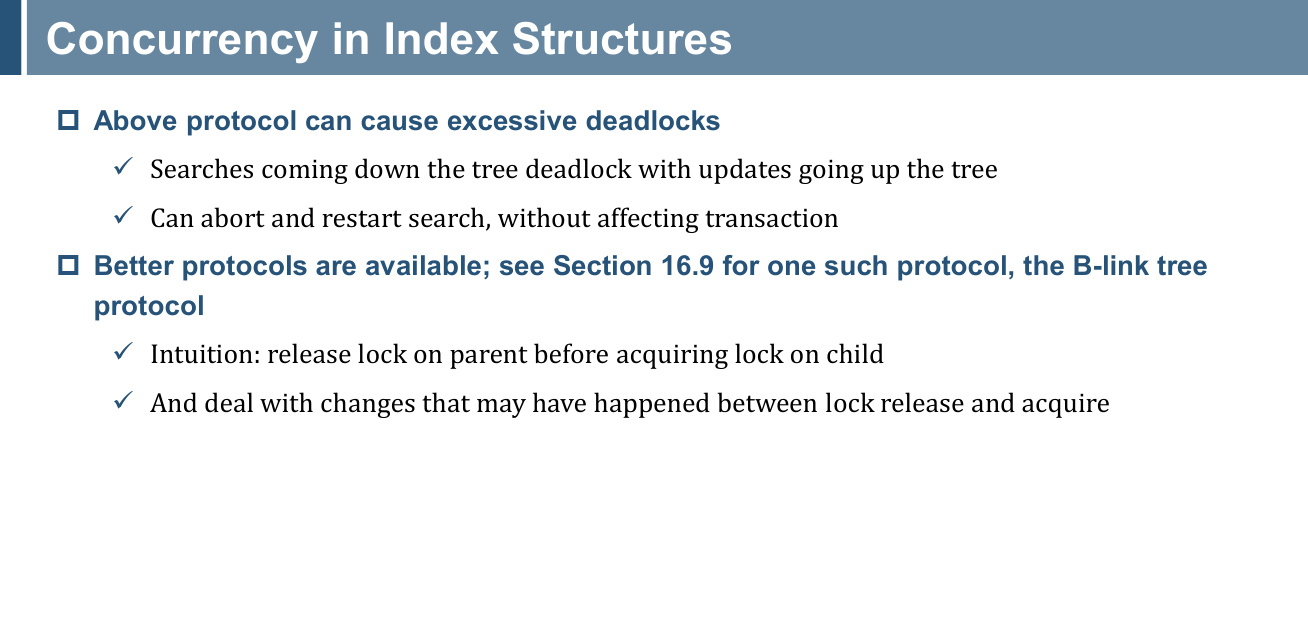 Concurrency in Index Structures
Above protocol can cause excessive deadlocks
Searches coming down the tree deadlock with updates going up the tree
Can abort and restart search, without affecting transaction
Better protocols are available; see Section 16.9 for one such protocol, the B-link tree
protocol
Intuition: release lock on parent before acquiring lock on child
And deal with changes that may have happened between lock release and acquire